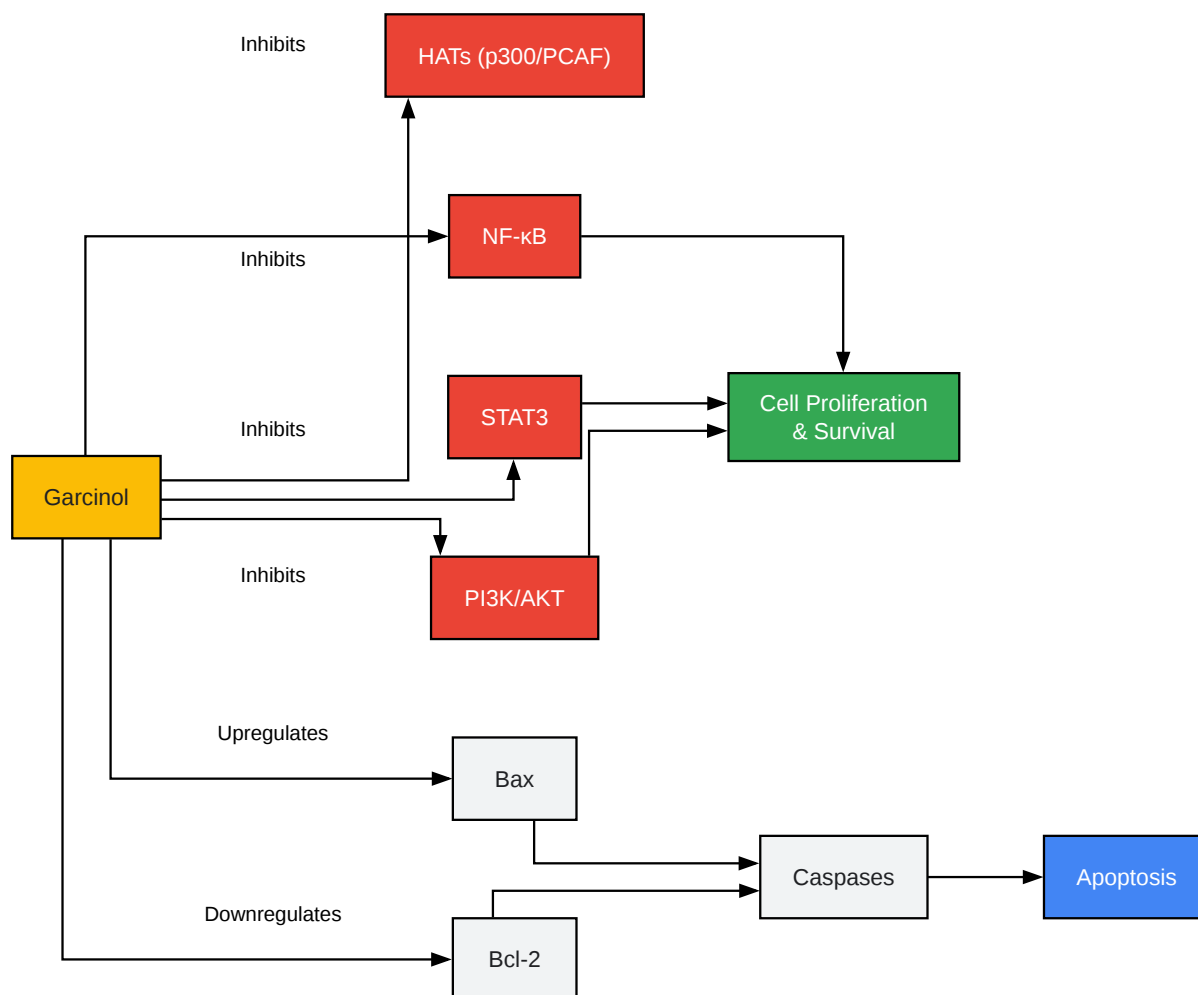 Inhibits
HATs (p300/PCAF)
NF-κB
Inhibits
Cell Proliferation
& Survival
STAT3
Inhibits
Garcinol
Inhibits
PI3K/AKT
Upregulates
Bax
Caspases
Apoptosis
Downregulates
Bcl-2